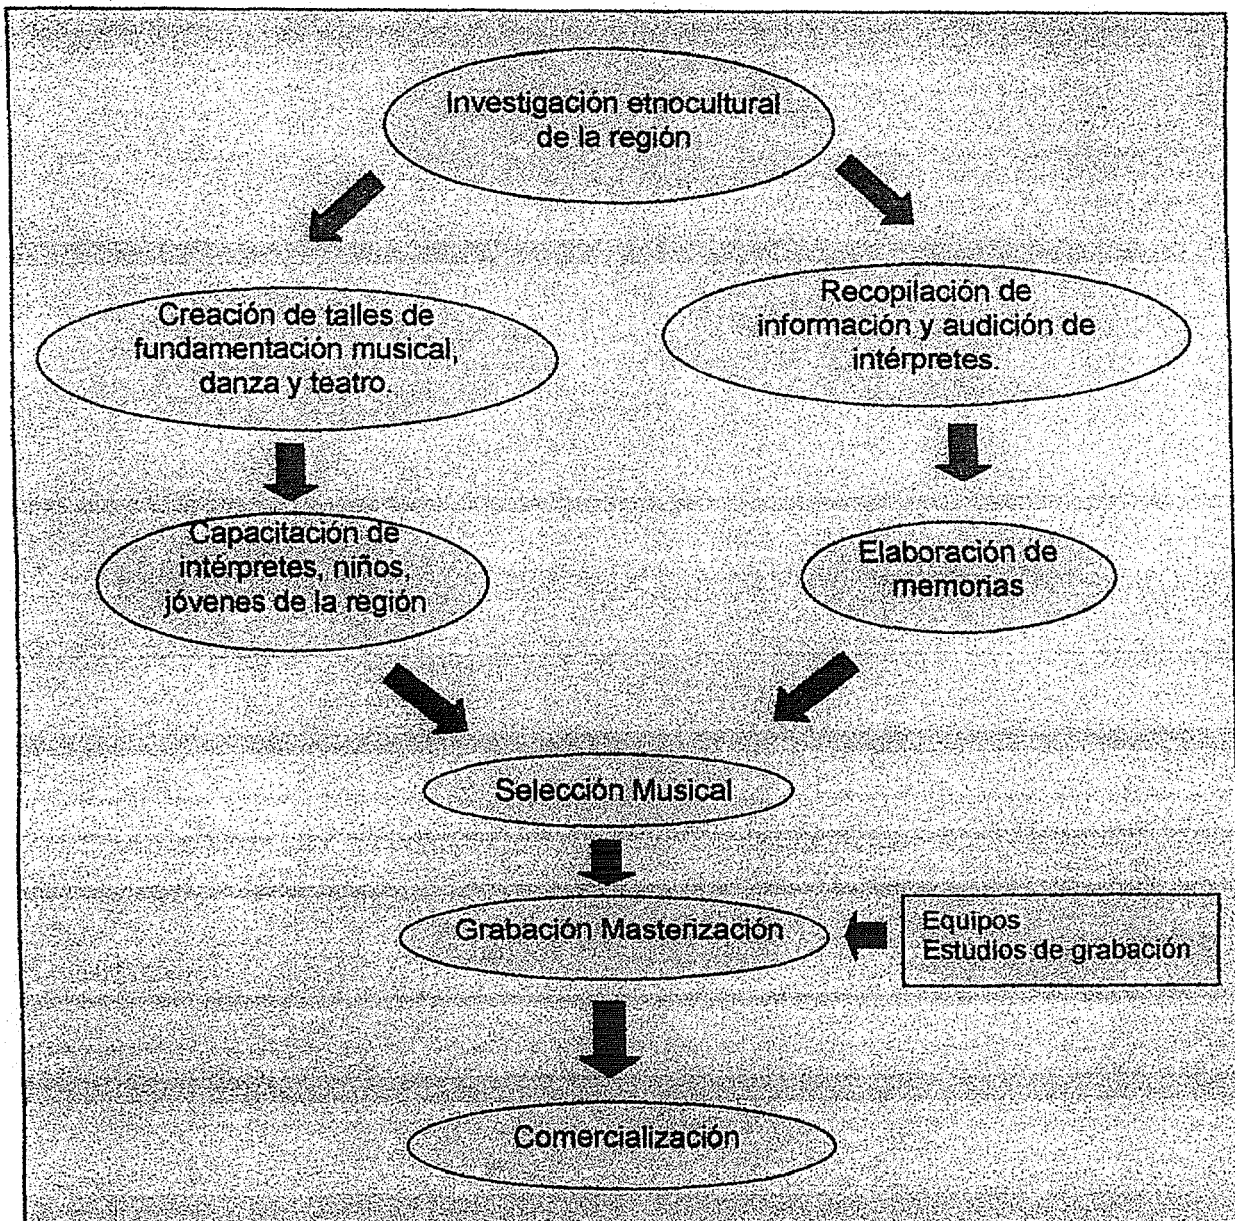 Investigación etnocultural
de la región
Creación de talles de
fundamentación musical,
danza y teatro.
Recopilación de
información y audición de
intérpretes.
Capacitación de
intérpretes, niños,
jóvenes de la región
Elaboración de
memorias
Selección Musical
Grabación Masterización
Equipos
Estudios de grabación
Comercialización